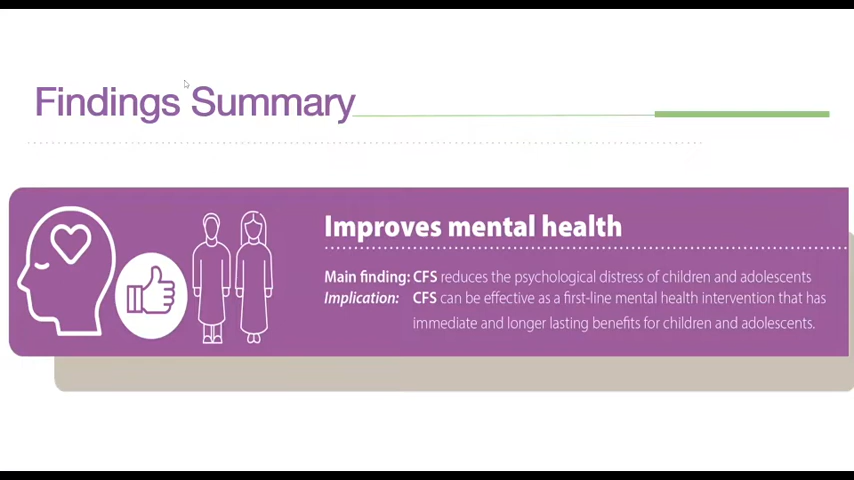 Findings Summary
Improves mental health
Main finding: CFS reduces the psychological distress of children and adolescents
Implication: CFS can be effective as a first-line mental health intervention that has
immediate and longer lasting benefits for children and adolescents.